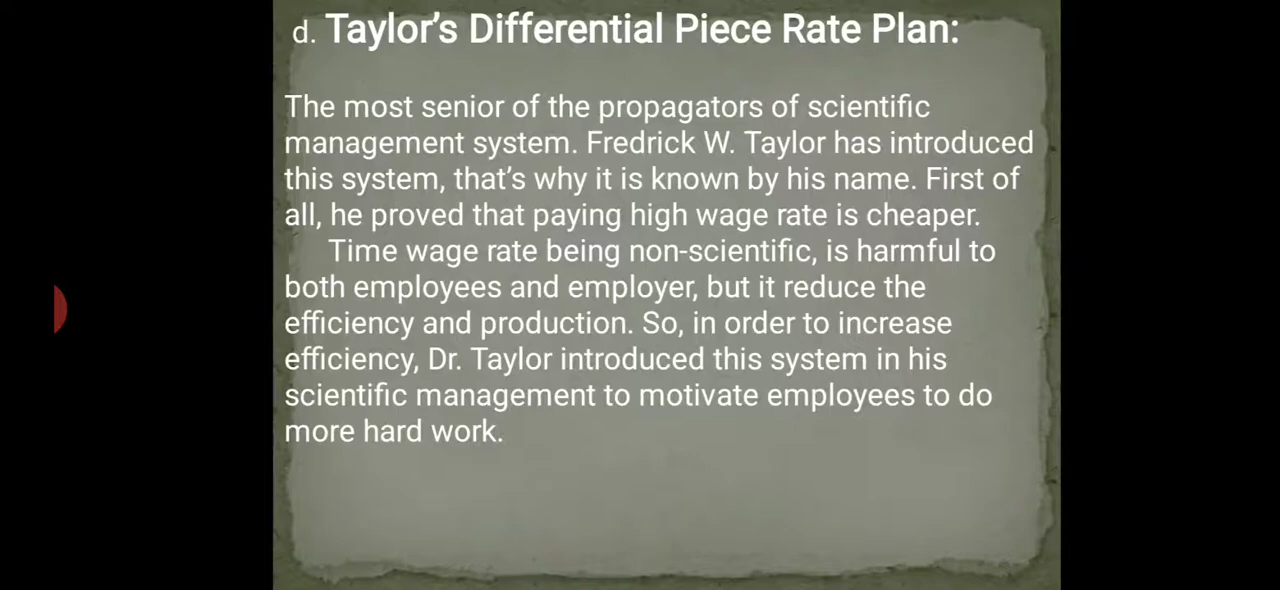 d. Taylor's Differential Piece Rate Plan:
The most senior of the propagators of scientific
management system. Fredrick W. Taylor has introduced
this system, that's why it is known by his name. First of
all, he proved that paying high wage rate is cheaper.
Time wage rate being non-scientific, is harmful to
both employees and employer, but it reduce the
efficiency and production. So, in order to increase
efficiency, Dr. Taylor introduced this system in his
scientific management to motivate employees to do
more hard work.